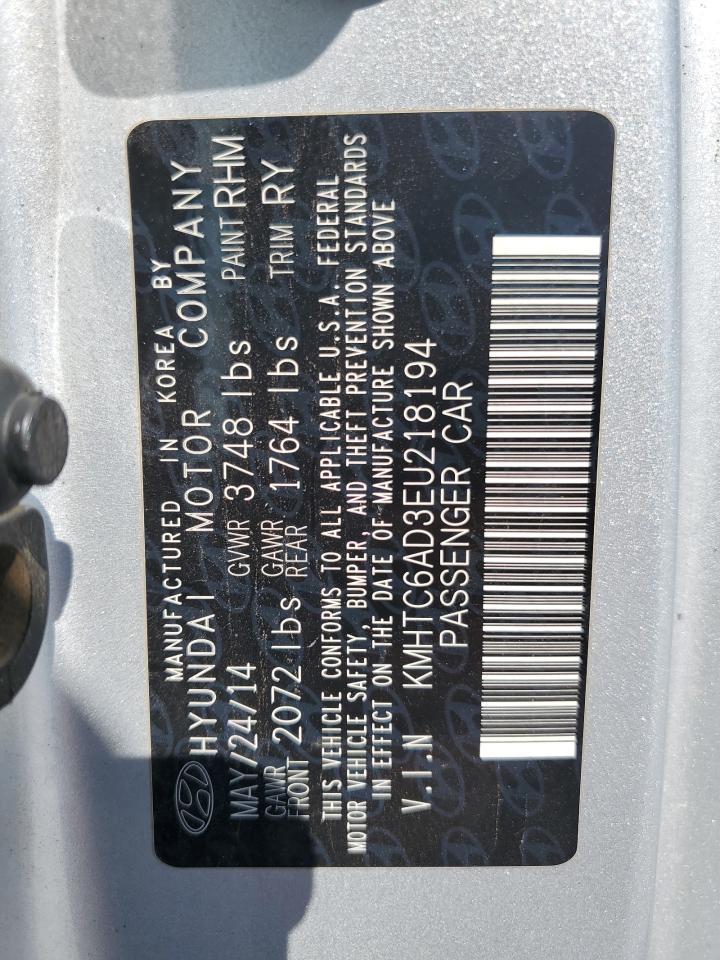 MANUFACTURED IN KOREA BY
HYUNDAI MOTOR COMPANY
MAY/24/14 GVWR 3748 lbs PAINT RHM
GAWR FRONT 2072 lbs GAWR REAR 1764 lbs TRIM RY
THIS VEHICLE CONFORMS TO ALL APPLICABLE U.S.A. FEDERAL
MOTOR VEHICLE SAFETY, BUMPER, AND THEFT PREVENTION STANDARDS
IN EFFECT ON THE DATE OF MANUFACTURE SHOWN ABOVE
V.I.N KMHTC6AD3EU218194
PASSENGER CAR